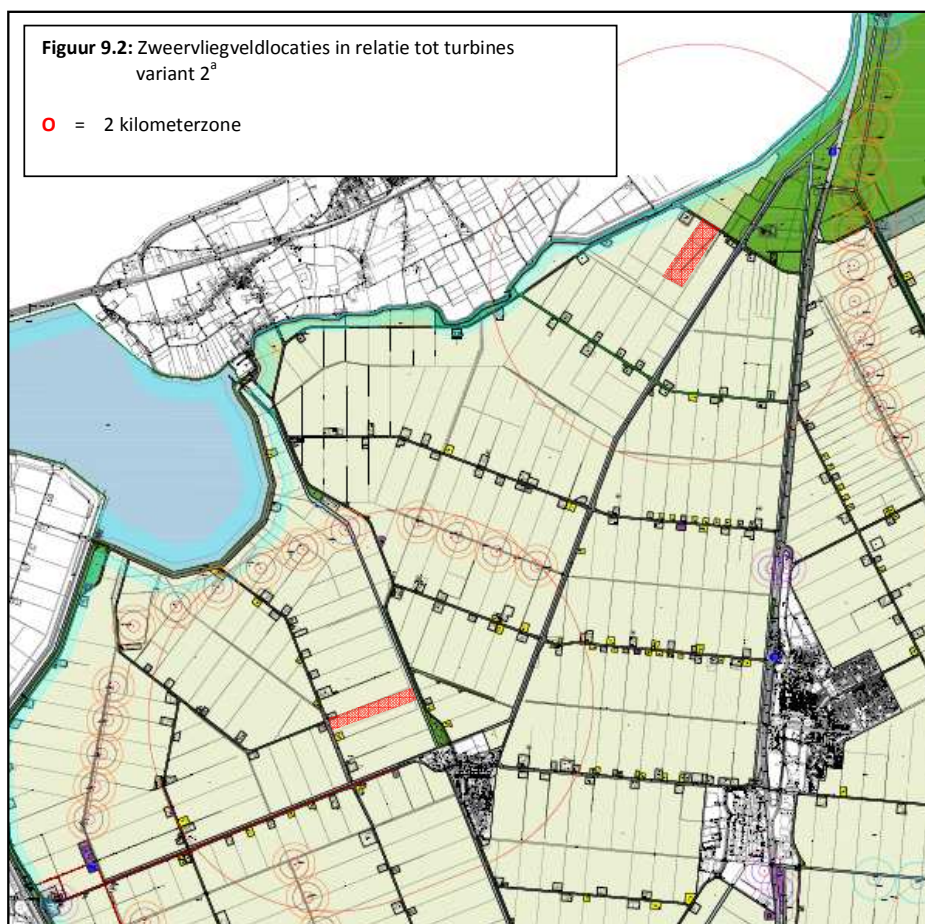 Figuur 9.2: Zweervliegveldlocaties in relatie tot turbines
variant 2ª
O = 2 kilometerzone